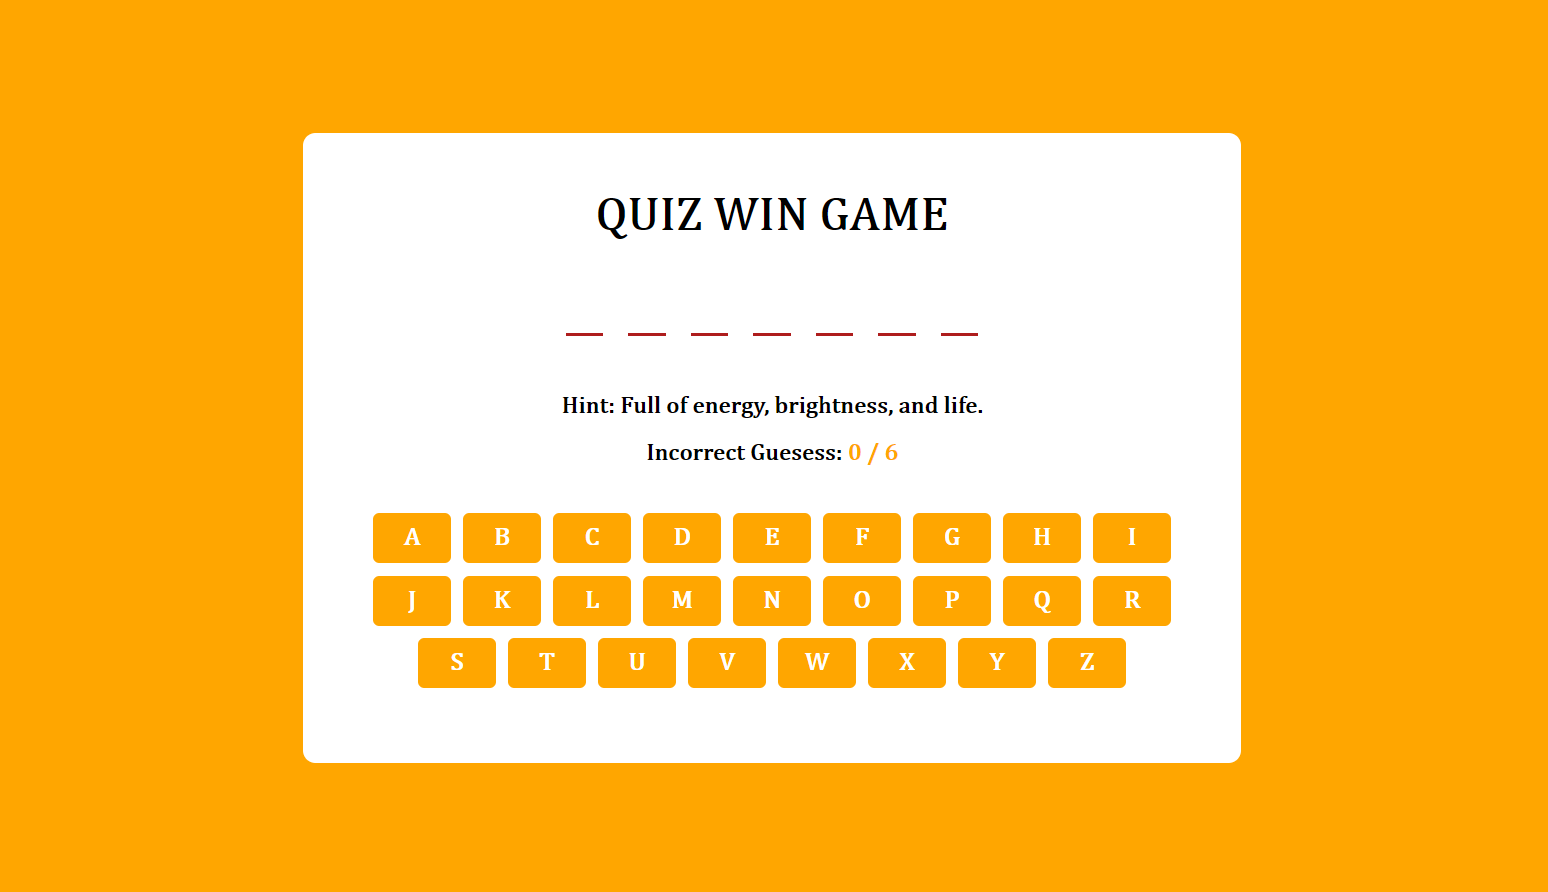 QUIZ WIN GAME
Hint: Full of energy, brightness, and life.
Incorrect Guesess: 0 / 6
A B C D E F G H I
J K L M N O P Q R
S T U V W X Y Z